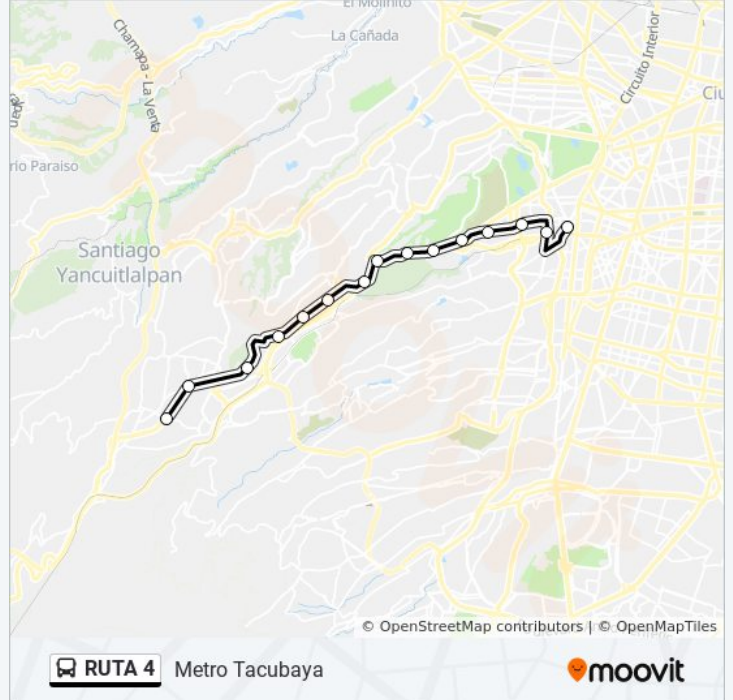 El Molinito
La Cañada
Chamapa - La Venta
Circuito Interior
rio Paraiso
Santiago
Yancuitlalpan
© OpenStreetMap contributors | © OpenMapTiles
RUTA 4
Metro Tacubaya
moovit